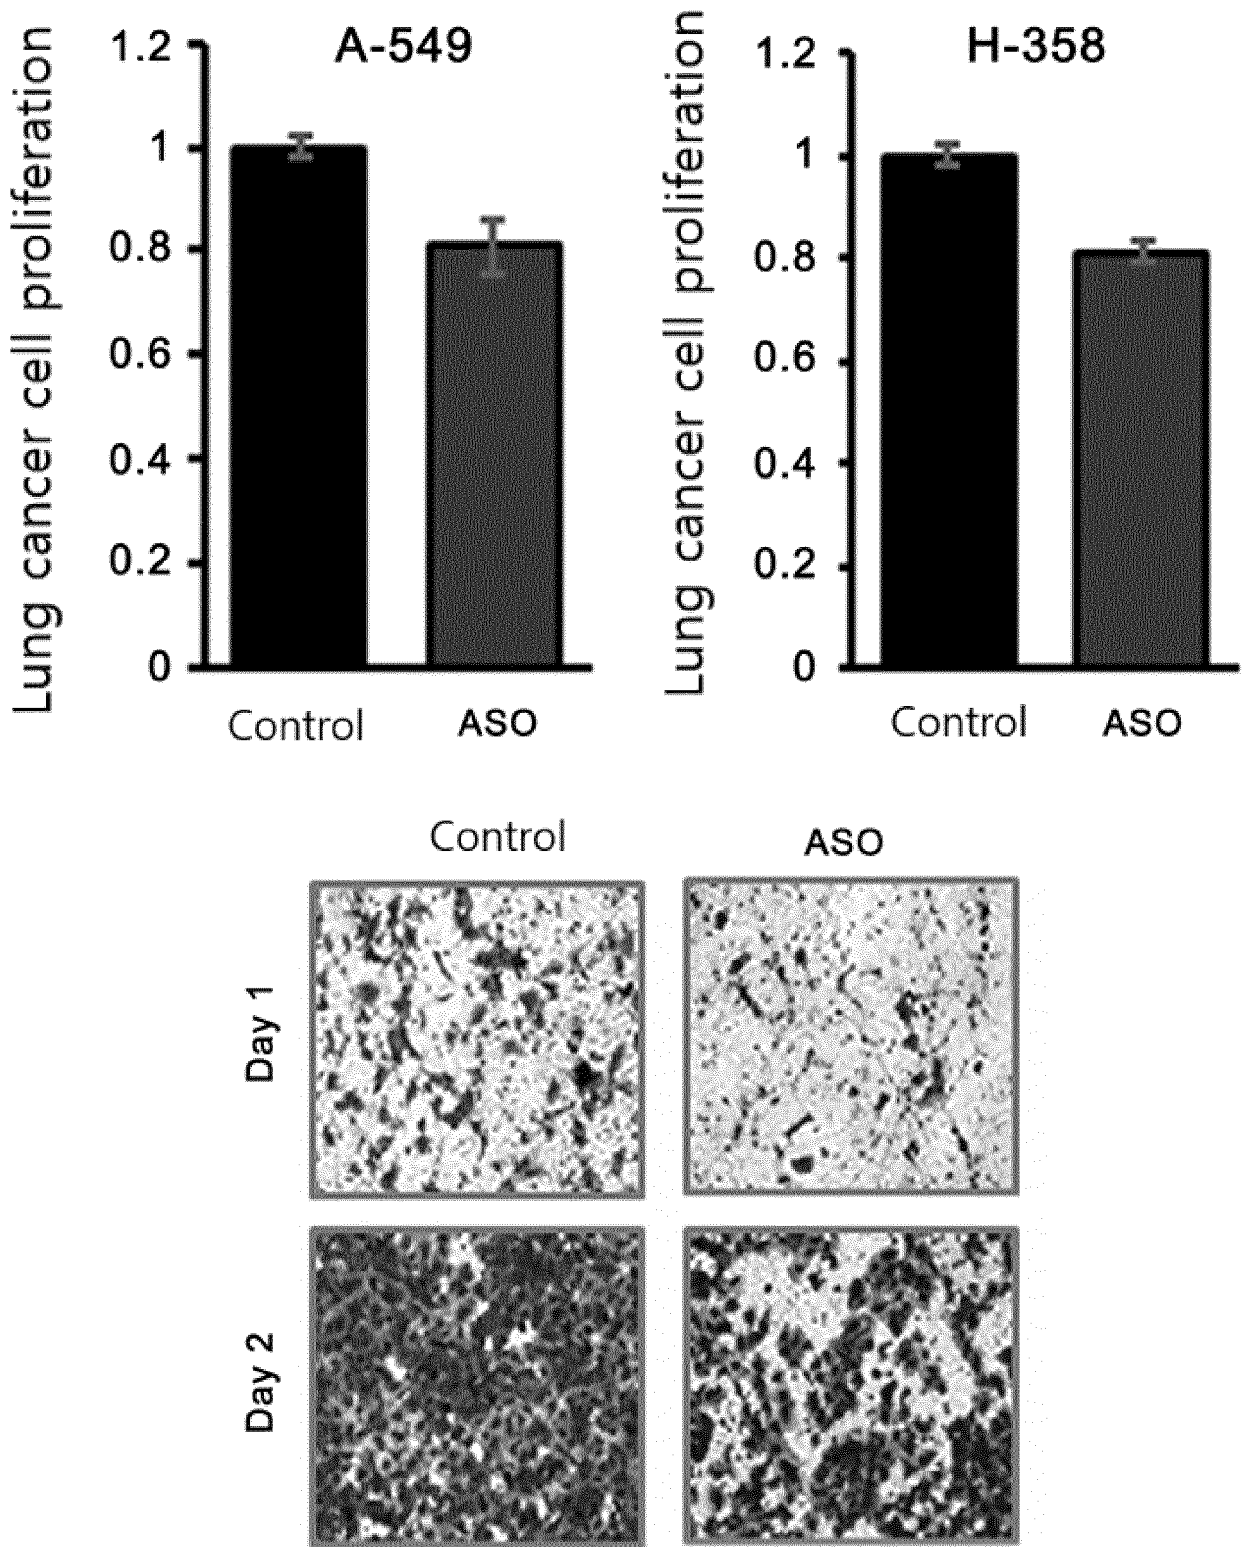 A-549
Lung cancer cell proliferation
1.2
1
0.8
0.6
0.4
0.2
0
Control ASO
H-358
Lung cancer cell proliferation
1.2
1
0.8
0.6
0.4
0.2
0
Control ASO
Control ASO
Day 1
Day 2